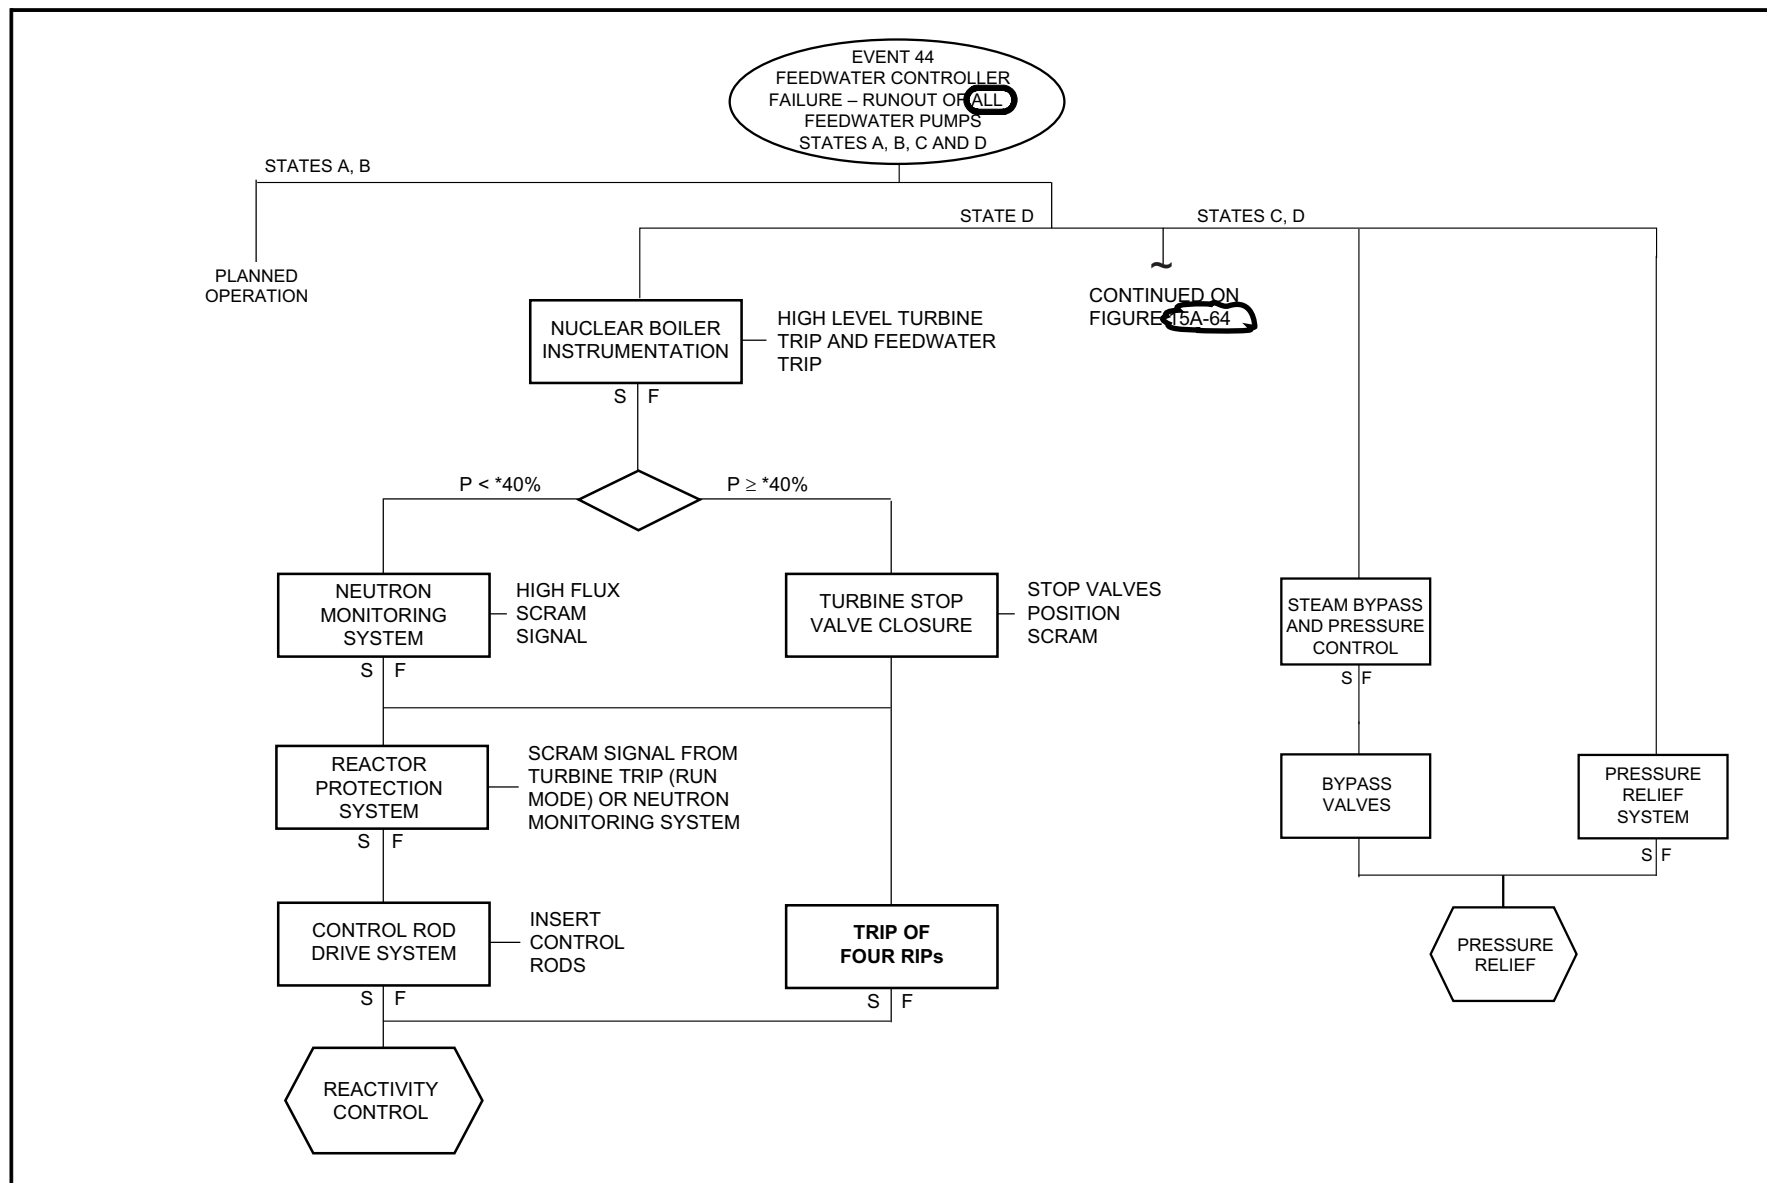 EVENT 44
FEEDWATER CONTROLLER
FAILURE – RUNOUT OF ALL
FEEDWATER PUMPS
STATES A, B, C AND D
STATES A, B
STATE D
STATES C, D
PLANNED
OPERATION
~
CONTINUED ON
FIGURE 15A-64
NUCLEAR BOILER
INSTRUMENTATION
HIGH LEVEL TURBINE
TRIP AND FEEDWATER
TRIP
S F
P < *40%
P ≥ *40%
NEUTRON
MONITORING
SYSTEM
HIGH FLUX
SCRAM
SIGNAL
S F
TURBINE STOP
VALVE CLOSURE
STOP VALVES
POSITION
SCRAM
STEAM BYPASS
AND PRESSURE
CONTROL
S F
REACTOR
PROTECTION
SYSTEM
SCRAM SIGNAL FROM
TURBINE TRIP (RUN
MODE) OR NEUTRON
MONITORING SYSTEM
S F
BYPASS
VALVES
PRESSURE
RELIEF
SYSTEM
S F
CONTROL ROD
DRIVE SYSTEM
INSERT
CONTROL
RODS
S F
TRIP OF
FOUR RIPs
S F
PRESSURE
RELIEF
REACTIVITY
CONTROL